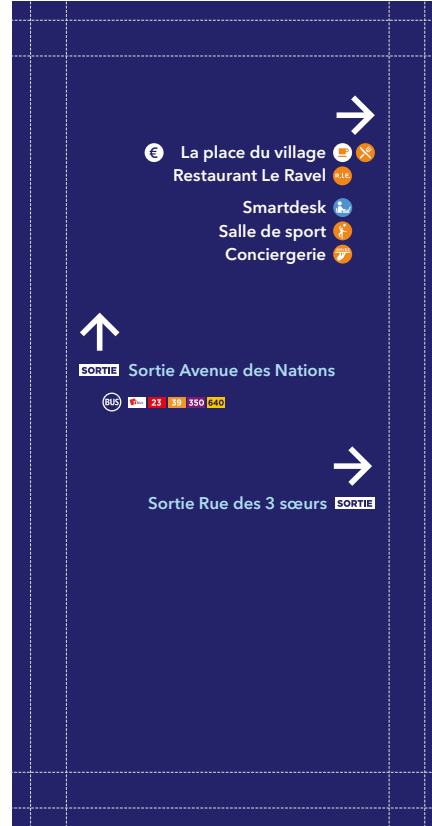 € La place du village
Restaurant Le Ravel R.I.E.
Smartdesk
Salle de sport
Conciergerie
SORTIE Sortie Avenue des Nations
BUS 23 39 350 640
Sortie Rue des 3 sœurs SORTIE